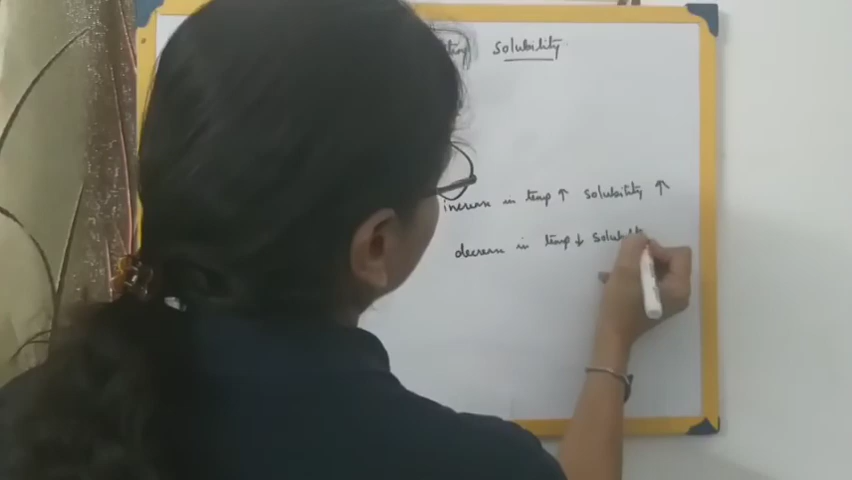 solubility
increase in temp ↑ solubility ↑
decrease in temp ↓